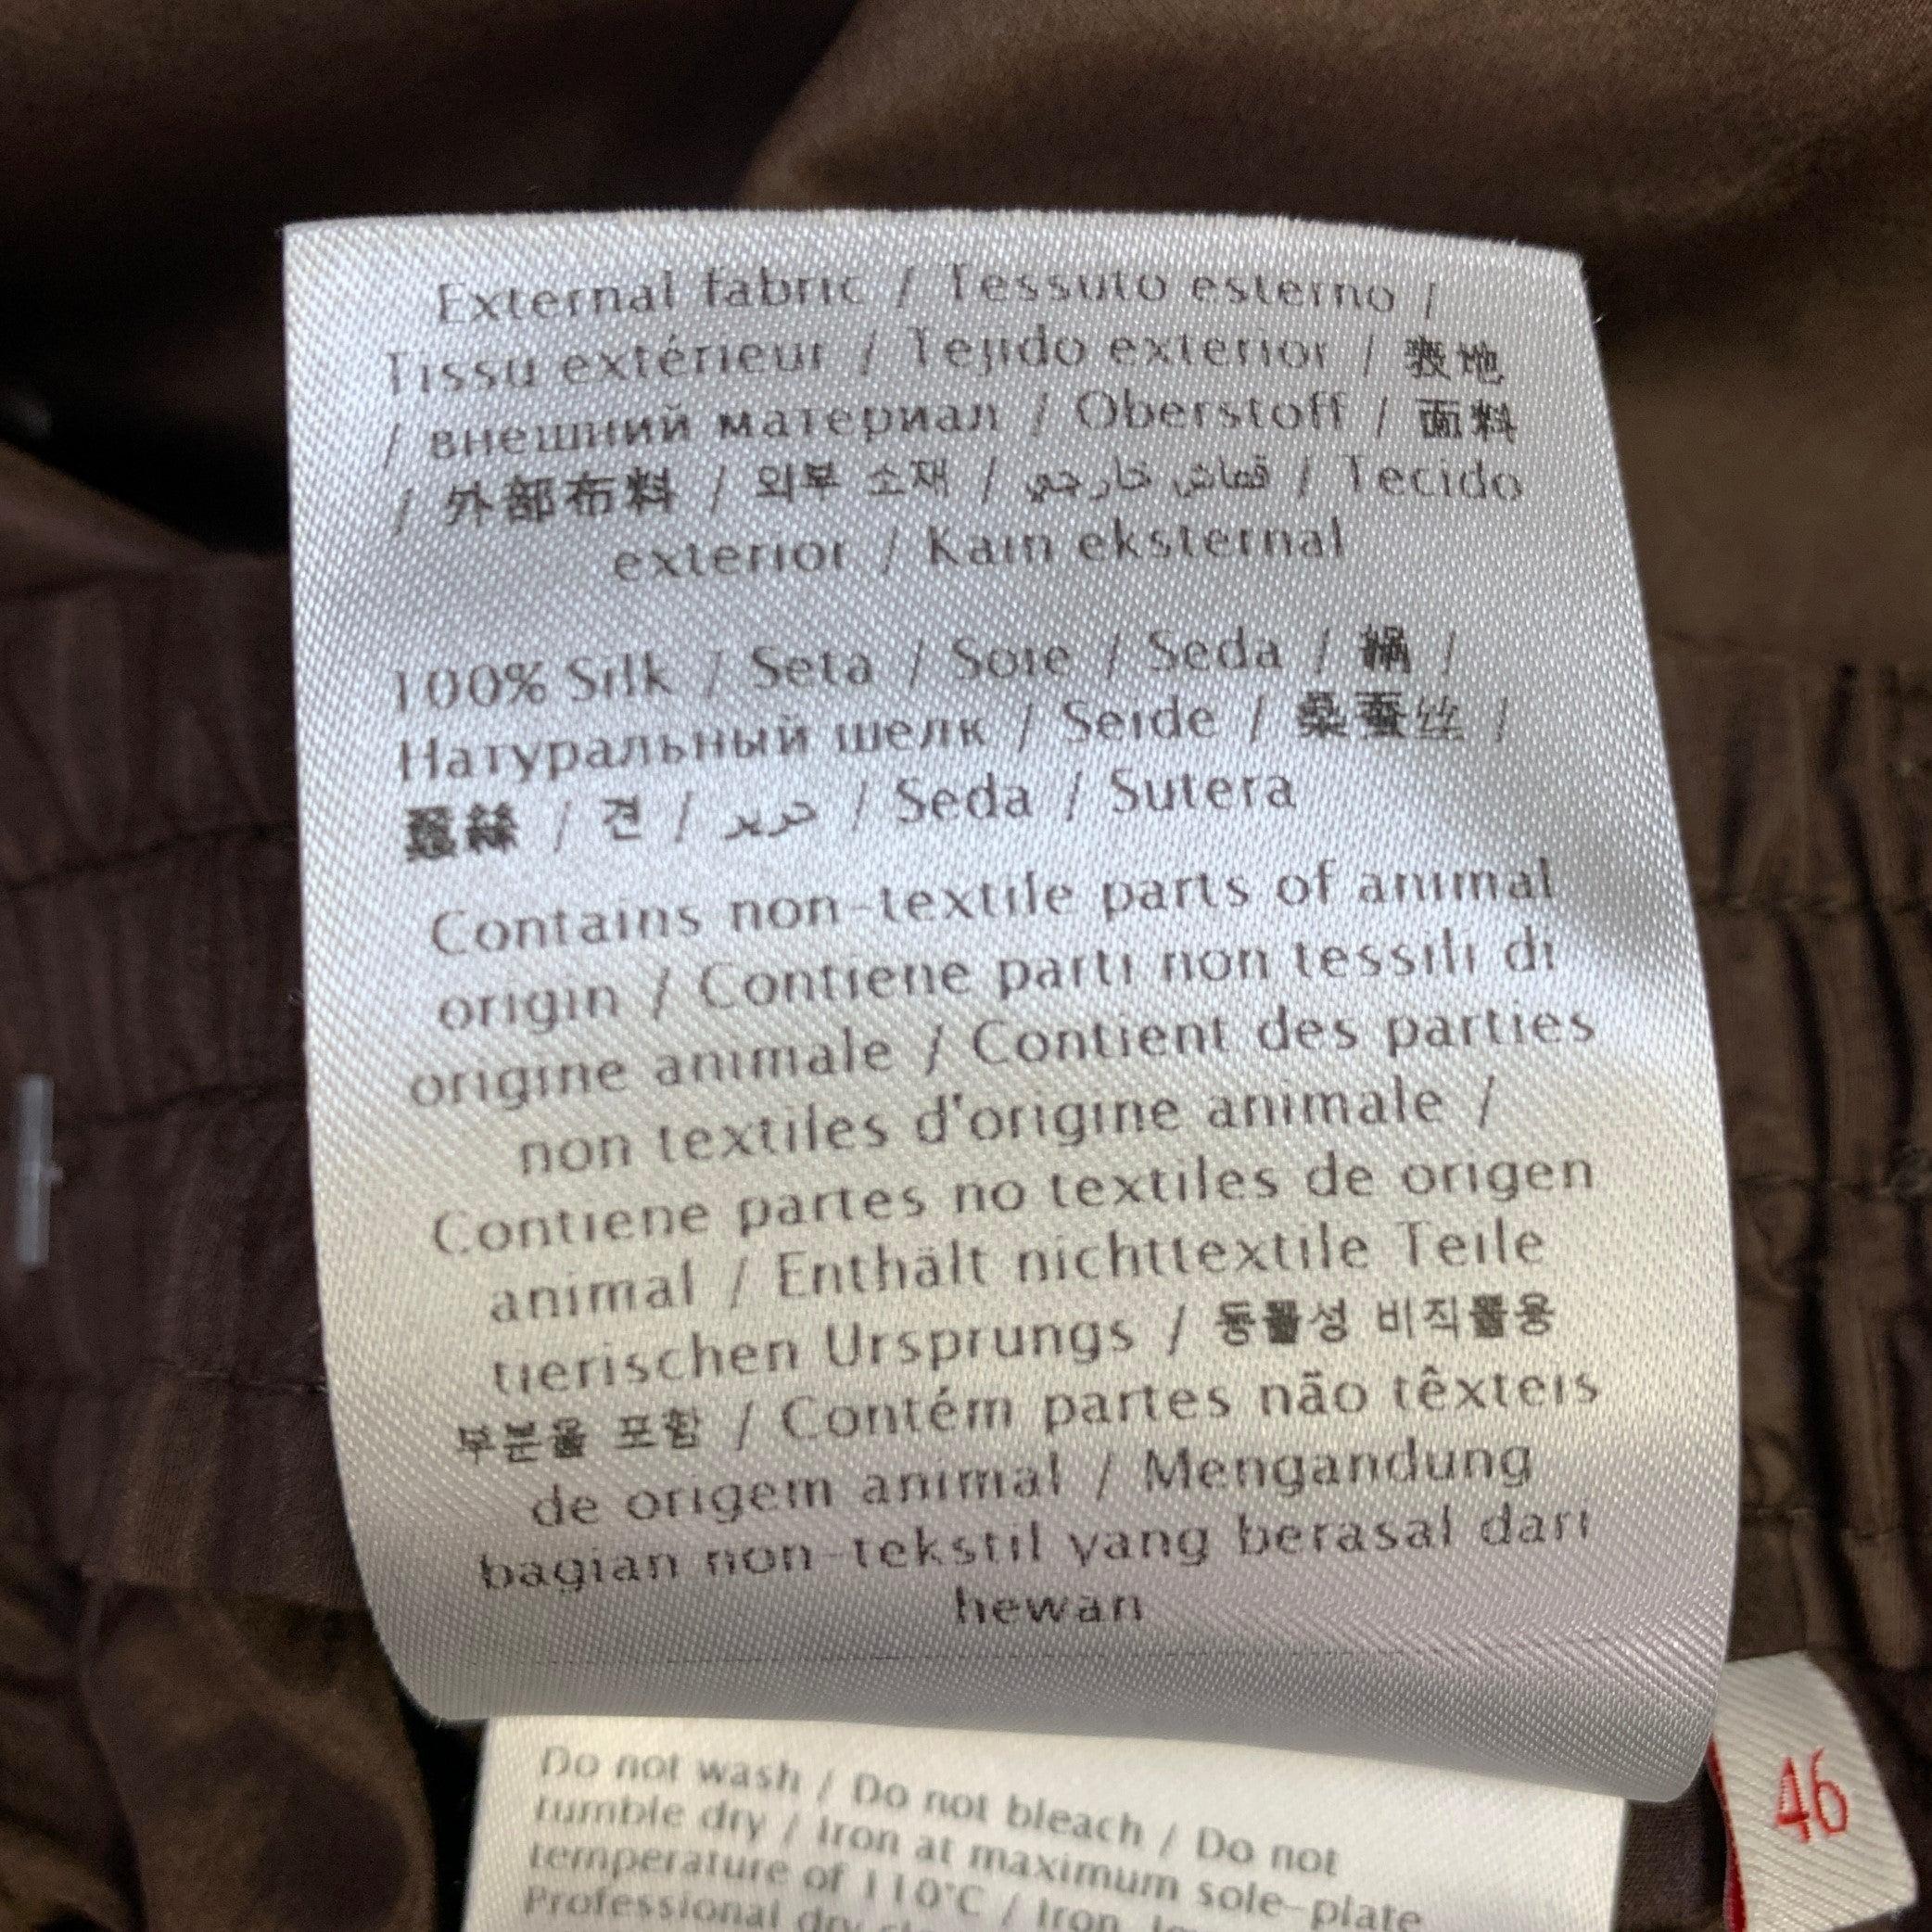 External fabric / Tessuto esterno /
Tissu extérieur / Tejido exterior / 表地
/ внешний материал / Oberstoff / 面料
/ 外部布料 / 외부 소재 / قماش خارجي / Tecido
exterior / Kain eksternal
100% Silk / Seta / Soie / Seda / 絹 /
Натуральный шелк / Seide / 桑蚕丝 /
蠶絲 / 견 / حرير / Seda / Sutera
Contains non-textile parts of animal
origin / Contiene parti non tessili di
origine animale / Contient des parties
non textiles d'origine animale /
Contiene partes no textiles de origen
animal / Enthält nichttextile Teile
tierischen Ursprungs / 동물성 비직물용
부분을 포함 / Contém partes não têxteis
de origem animal / Mengandung
bagian non-tekstil yang berasal dari
hewan
Do not wash / Do not bleach / Do not
tumble dry / Iron at maximum sole-plate
temperature of 110°C / Iron
Professional dry
46